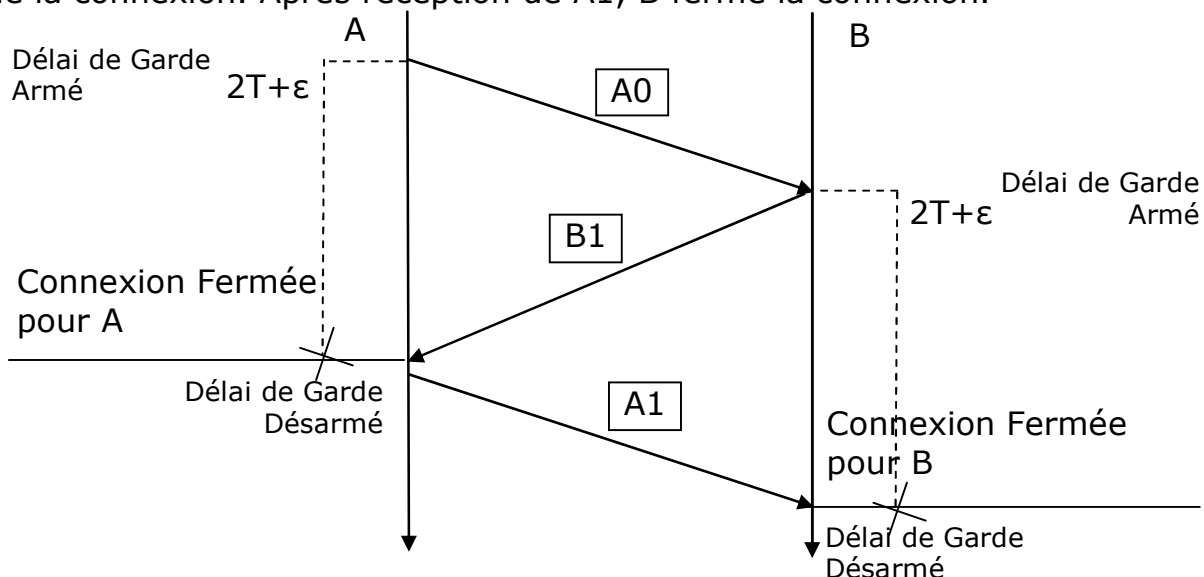 de la connexion. Après réception de A1, B ferme la connexion.
A
B
Délai de Garde
Armé
2T+ε
A0
Délai de Garde
Armé
2T+ε
B1
Connexion Fermée
pour A
Délai de Garde
Désarmé
A1
Connexion Fermée
pour B
Délai de Garde
Désarmé